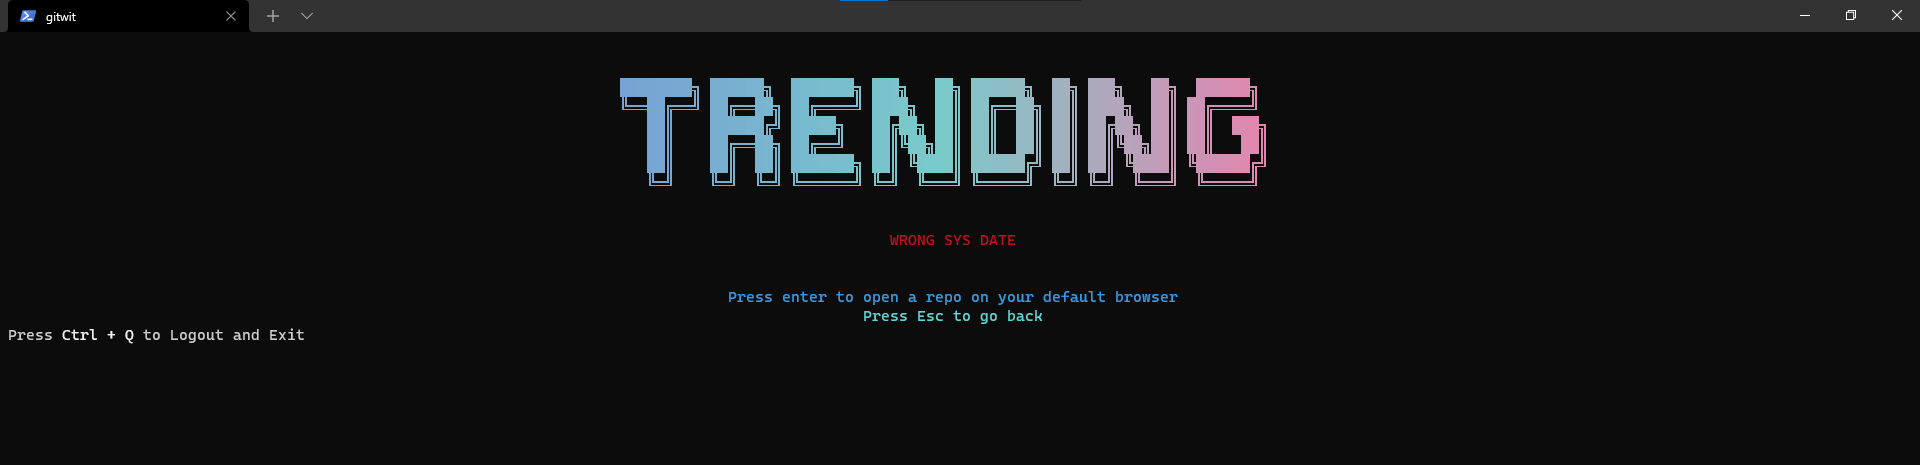 gitwit
TRENDING
WRONG SYS DATE
Press enter to open a repo on your default browser
Press Esc to go back
Press Ctrl + Q to Logout and Exit